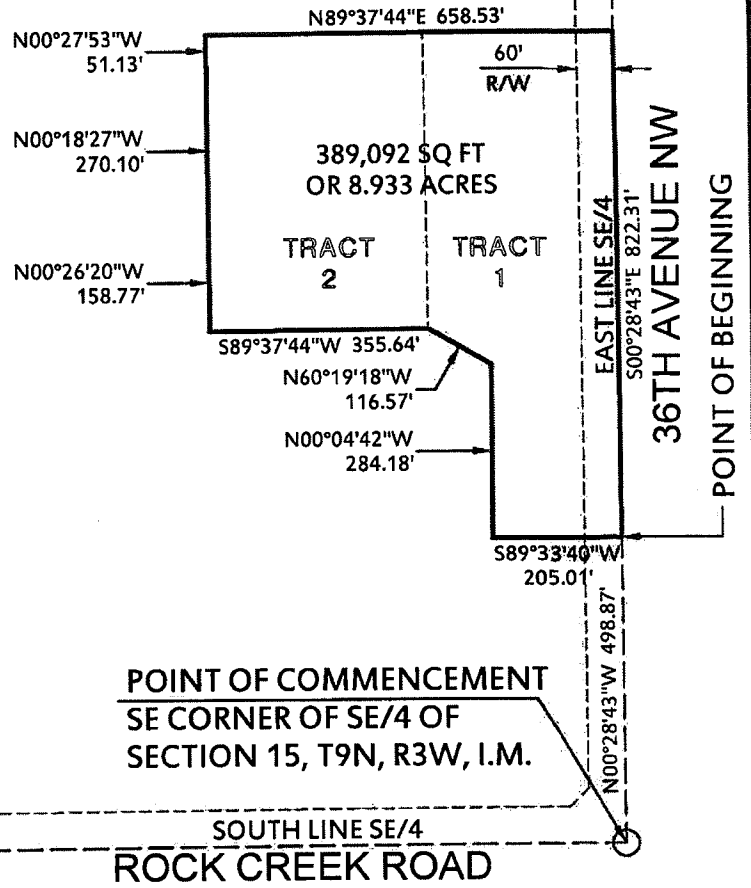 N89°37'44"E 658.53'
N00°27'53"W
51.13'
60'
R/W
N00°18'27"W
270.10'
389,092 SQ FT
OR 8.933 ACRES
TRACT
2
TRACT
1
N00°26'20"W
158.77'
EAST LINE SE/4
S00°28'43"E 822.31'
36TH AVENUE NW
POINT OF BEGINNING
S89°37'44"W 355.64'
N60°19'18"W
116.57'
N00°04'42"W
284.18'
S89°33'40"W
205.01'
N00°28'43"W 498.87'
POINT OF COMMENCEMENT
SE CORNER OF SE/4 OF
SECTION 15, T9N, R3W, I.M.
SOUTH LINE SE/4
ROCK CREEK ROAD